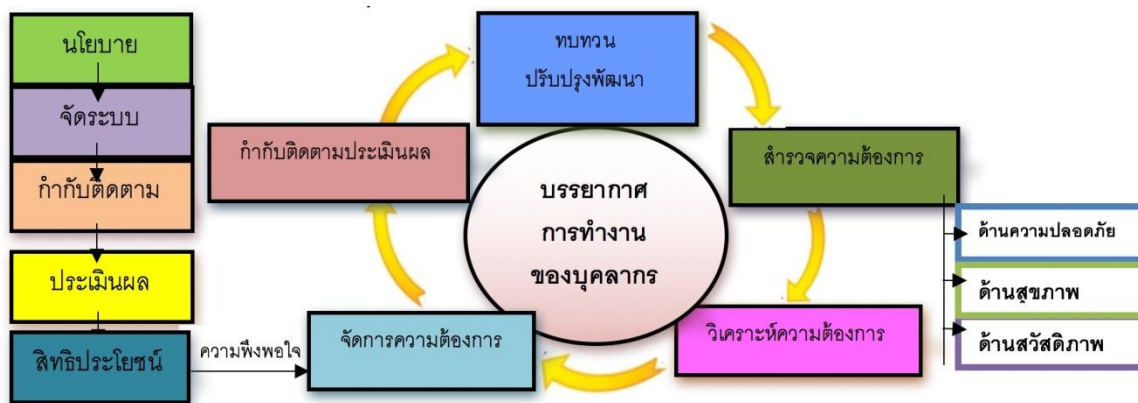 นโยบาย
จัดระบบ
กำกับติดตาม
ประเมินผล
สิทธิประโยชน์
ความพึงพอใจ
ทบทวน
ปรับปรุงพัฒนา
กำกับติดตามประเมินผล
สำรวจความต้องการ
บรรยากาศ
การทำงาน
ของบุคลากร
จัดการความต้องการ
วิเคราะห์ความต้องการ
ด้านความปลอดภัย
ด้านสุขภาพ
ด้านสวัสดิภาพ